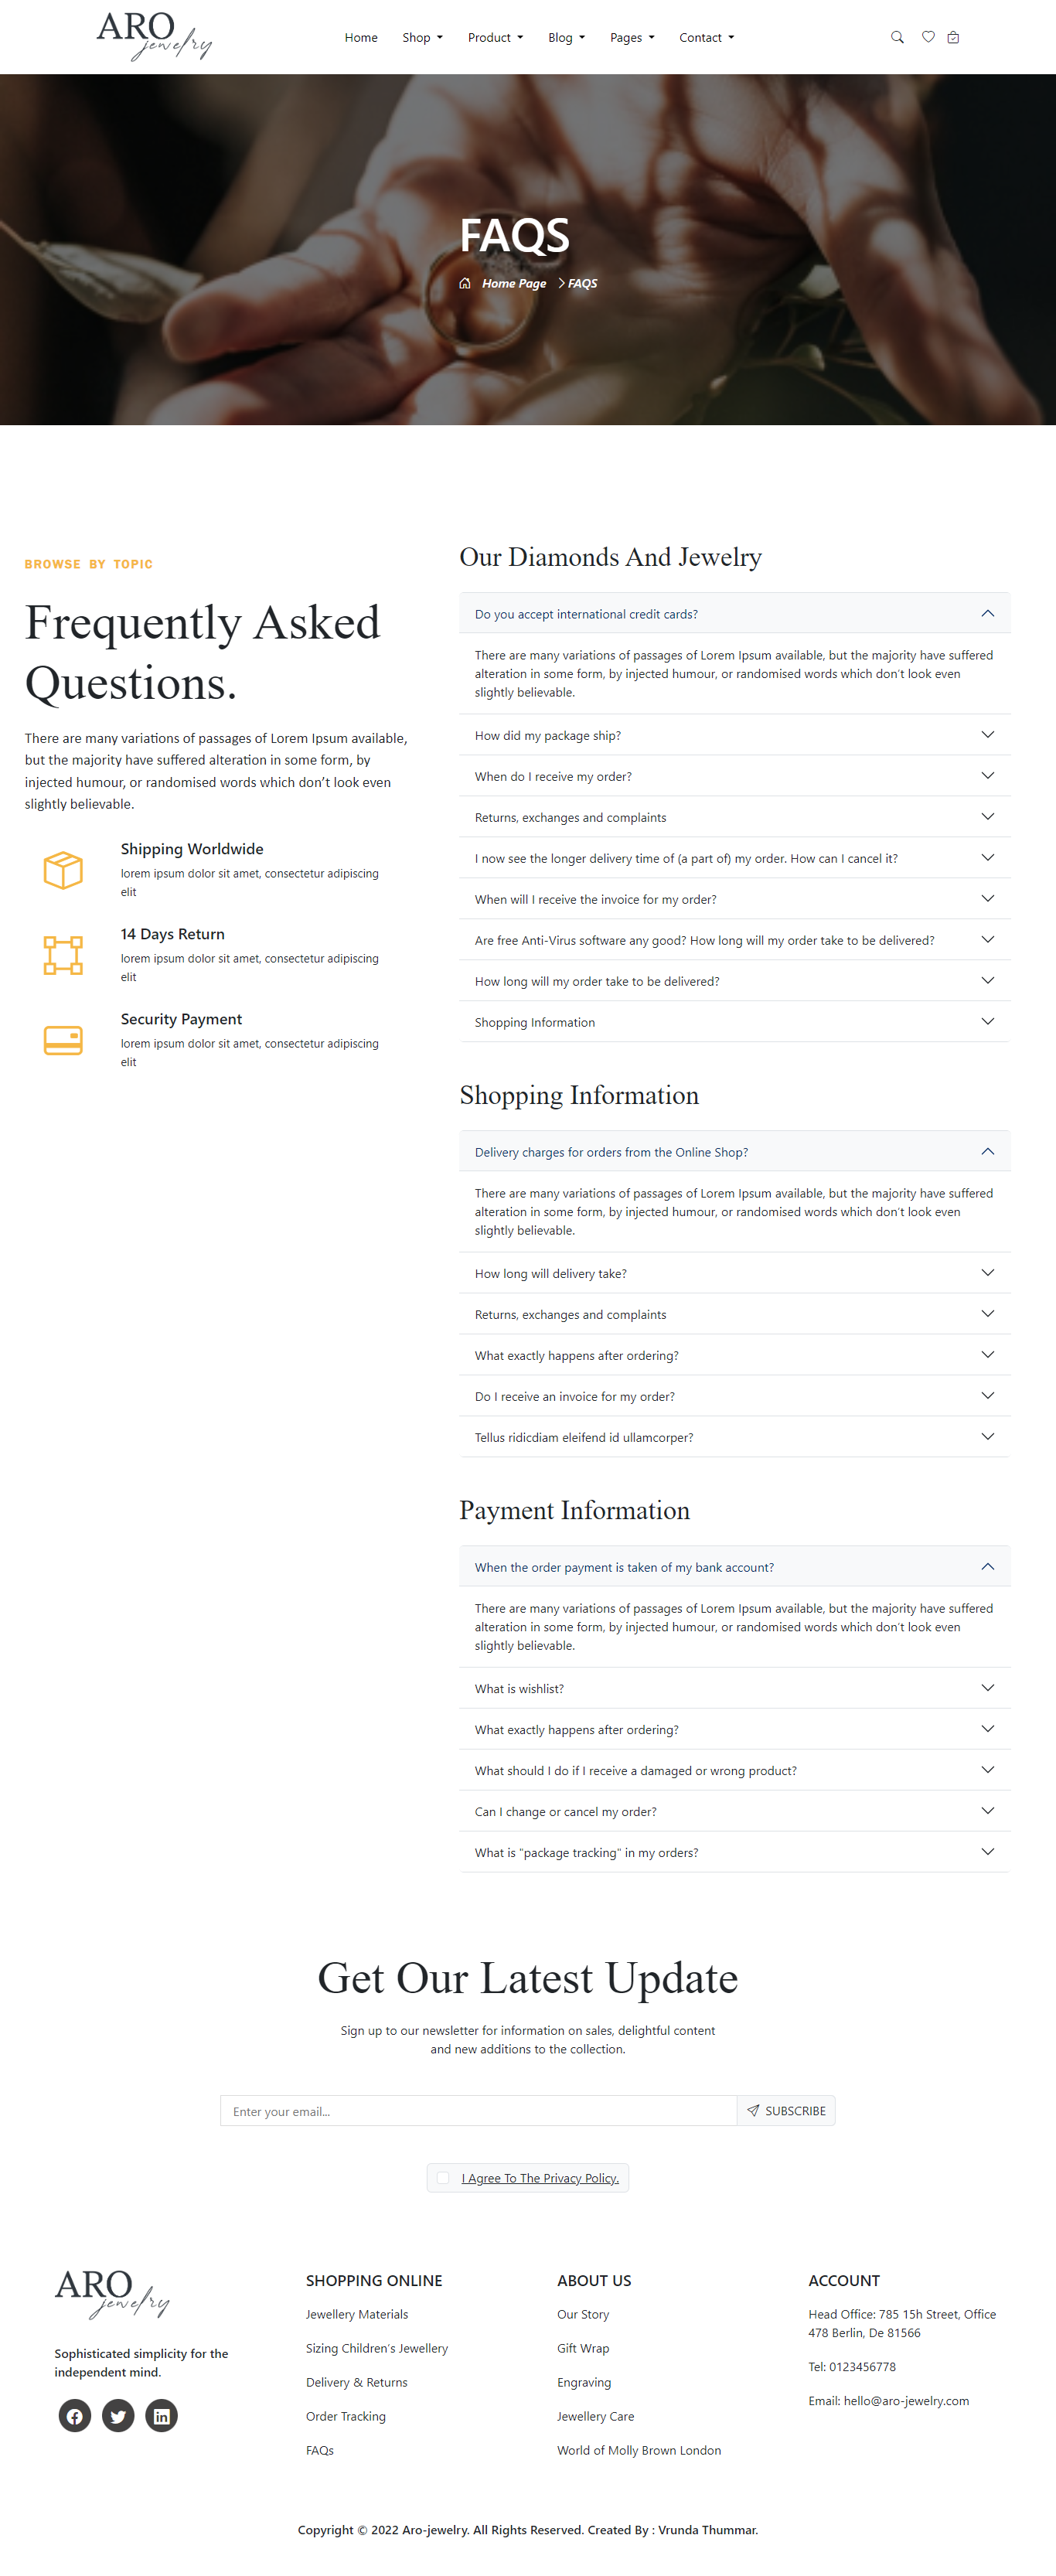 ARO
jewelry
Home Shop Product Blog Pages Contact
FAQS
Home Page FAQS
BROWSE BY TOPIC
Frequently Asked
Questions.
There are many variations of passages of Lorem Ipsum available,
but the majority have suffered alteration in some form, by
injected humour, or randomised words which don't look even
slightly believable.
Shipping Worldwide
lorem ipsum dolor sit amet, consectetur adipiscing
elit
14 Days Return
lorem ipsum dolor sit amet, consectetur adipiscing
elit
Security Payment
lorem ipsum dolor sit amet, consectetur adipiscing
elit
Our Diamonds And Jewelry
Do you accept international credit cards?
There are many variations of passages of Lorem Ipsum available, but the majority have suffered
alteration in some form, by injected humour, or randomised words which don't look even
slightly believable.
How did my package ship?
When do I receive my order?
Returns, exchanges and complaints
I now see the longer delivery time of (a part of) my order. How can I cancel it?
When will I receive the invoice for my order?
Are free Anti-Virus software any good? How long will my order take to be delivered?
How long will my order take to be delivered?
Shopping Information
Shopping Information
Delivery charges for orders from the Online Shop?
There are many variations of passages of Lorem Ipsum available, but the majority have suffered
alteration in some form, by injected humour, or randomised words which don't look even
slightly believable.
How long will delivery take?
Returns, exchanges and complaints
What exactly happens after ordering?
Do I receive an invoice for my order?
Tellus ridicdiam eleifend id ullamcorper?
Payment Information
When the order payment is taken of my bank account?
There are many variations of passages of Lorem Ipsum available, but the majority have suffered
alteration in some form, by injected humour, or randomised words which don't look even
slightly believable.
What is wishlist?
What exactly happens after ordering?
What should I do if I receive a damaged or wrong product?
Can I change or cancel my order?
What is "package tracking" in my orders?
Get Our Latest Update
Sign up to our newsletter for information on sales, delightful content
and new additions to the collection.
Enter your email... SUBSCRIBE
I Agree To The Privacy Policy.
ARO
jewelry
Sophisticated simplicity for the
independent mind.
SHOPPING ONLINE
Jewellery Materials
Sizing Children's Jewellery
Delivery & Returns
Order Tracking
FAQs
ABOUT US
Our Story
Gift Wrap
Engraving
Jewellery Care
World of Molly Brown London
ACCOUNT
Head Office: 785 15h Street, Office
478 Berlin, De 81566
Tel: 0123456778
Email: hello@aro-jewelry.com
Copyright © 2022 Aro-jewelry. All Rights Reserved. Created By : Vrunda Thummar.